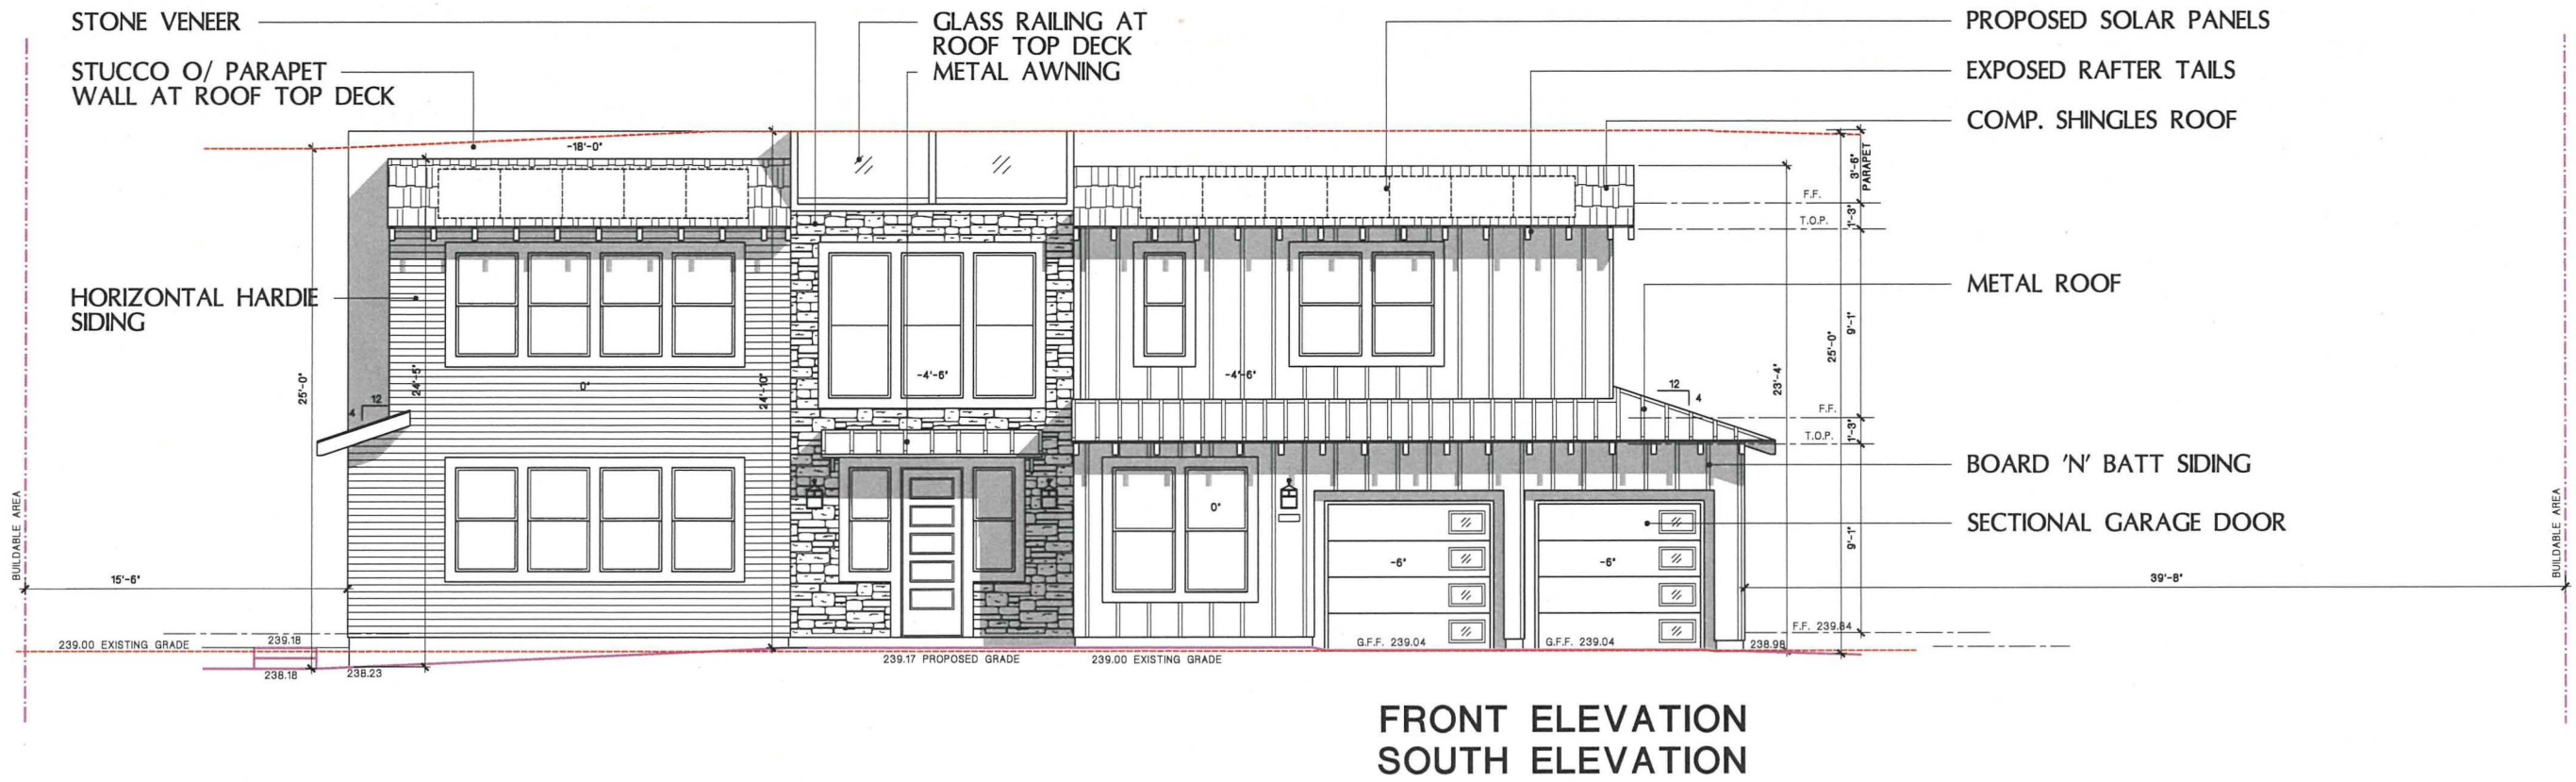 STONE VENEER
STUCCO O/ PARAPET
WALL AT ROOF TOP DECK
HORIZONTAL HARDIE
SIDING
GLASS RAILING AT
ROOF TOP DECK
METAL AWNING
PROPOSED SOLAR PANELS
EXPOSED RAFTER TAILS
COMP. SHINGLES ROOF
METAL ROOF
BOARD 'N' BATT SIDING
SECTIONAL GARAGE DOOR
-18'-0"
3'-6"
PARAPET
F.F.
1'-3"
T.O.P.
9'-1"
25'-0"
23'-4"
25'-0"
24'-5"
24'-10"
0"
-4'-6"
-4'-6"
4
12
12
4
F.F.
1'-3"
T.O.P.
9'-1"
0"
-6"
-6"
BUILDABLE AREA
BUILDABLE AREA
15'-6"
39'-8"
F.F. 239.84
239.18
239.00 EXISTING GRADE
G.F.F. 239.04
G.F.F. 239.04
238.98
239.17 PROPOSED GRADE
239.00 EXISTING GRADE
238.18
238.23
FRONT ELEVATION
SOUTH ELEVATION